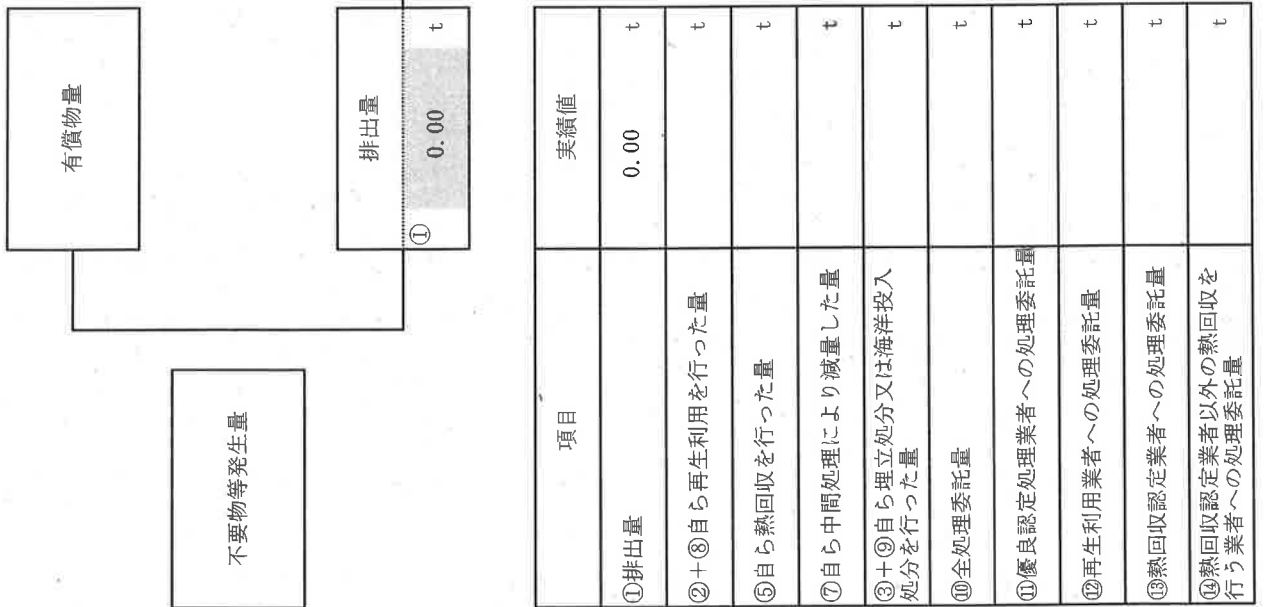 不要物等発生量
有償物量
排出量
① 0.00 t
項目 実績値
①排出量 0.00 t
②+⑧自ら再生利用を行った量 t
⑤自ら熱回収を行った量 t
⑦自ら中間処理により減量した量 t
③+⑨自ら埋立処分又は海洋投入
処分を行った量 t
⑩全処理委託量 t
⑪優良認定処理業者への処理委託量 t
⑫再生利用業者への処理委託量 t
⑬熱回収認定業者への処理委託量 t
⑭熱回収認定業者以外の熱回収を
行う業者への処理委託量 t